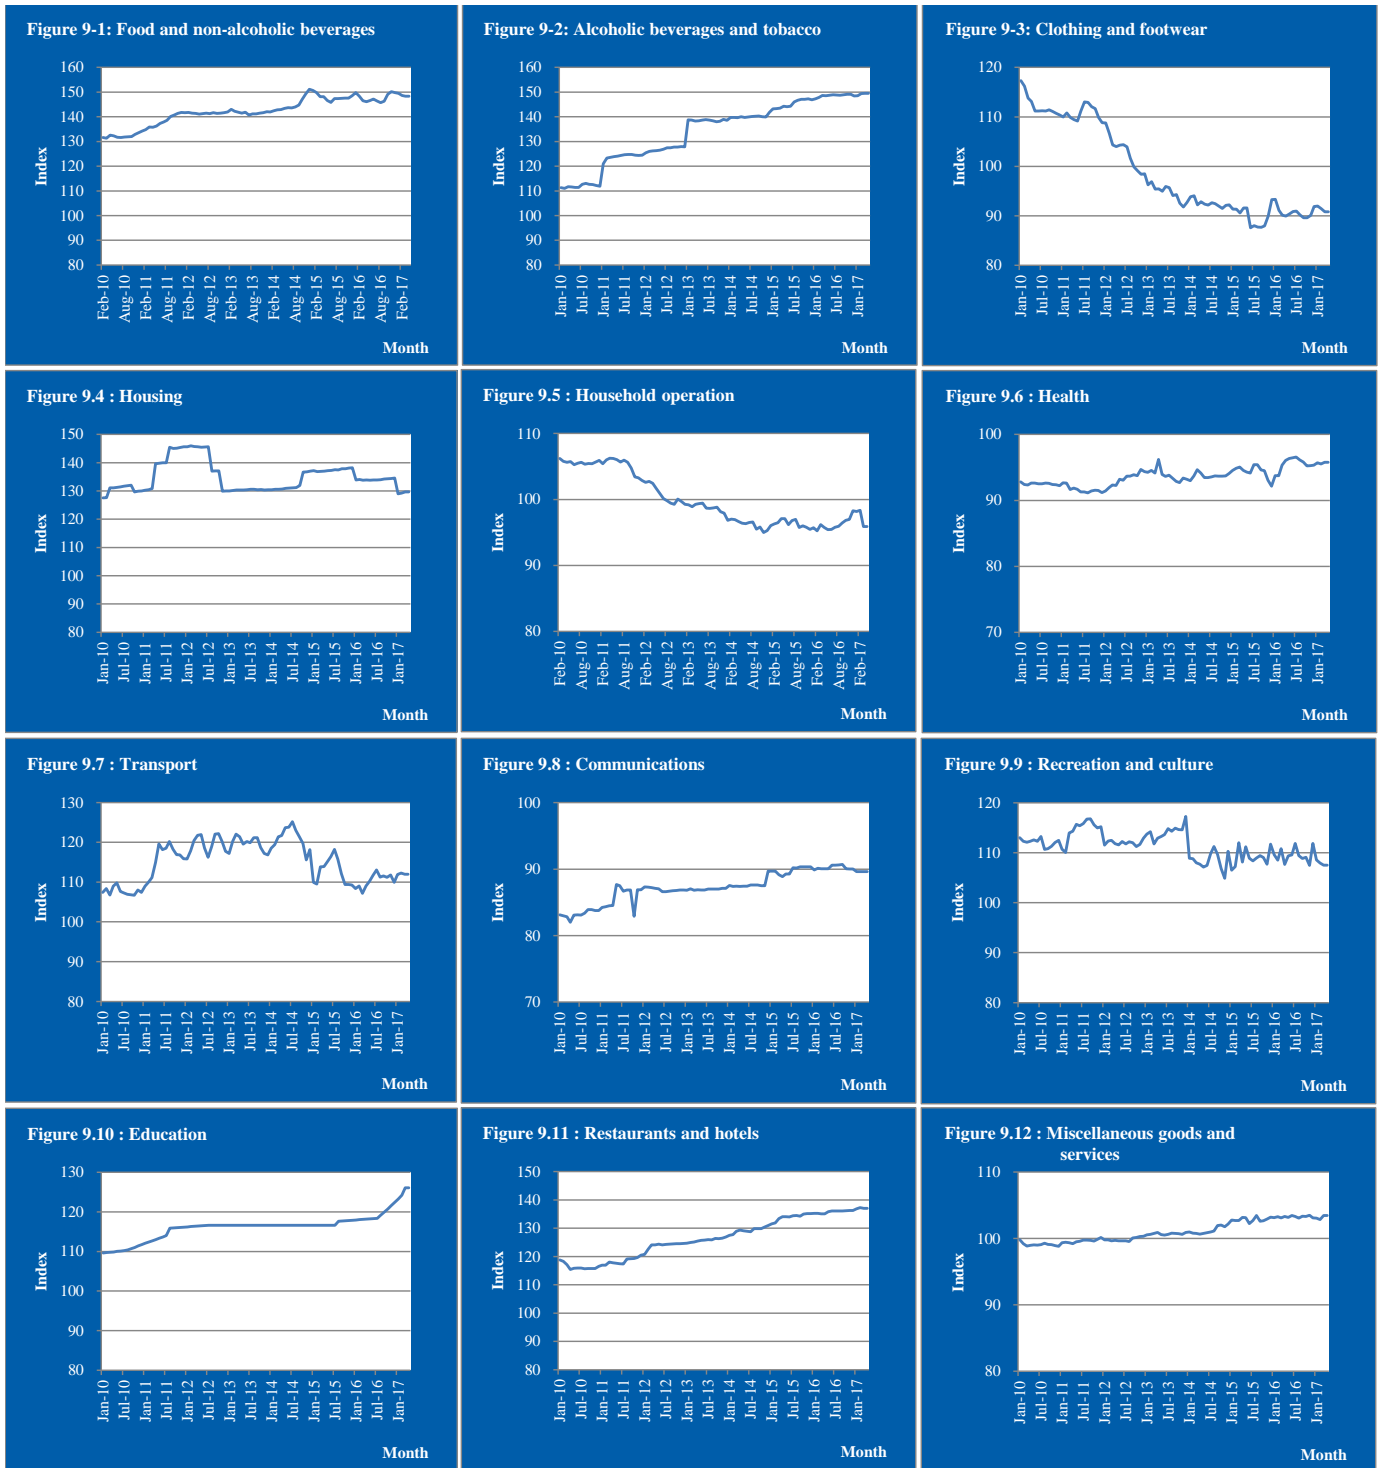 Figure 9-1: Food and non-alcoholic beverages
160
150
140
130
120
110
100
90
80
Index
Feb-10
Aug-10
Feb-11
Aug-11
Feb-12
Aug-12
Feb-13
Aug-13
Feb-14
Aug-14
Feb-15
Aug-15
Feb-16
Aug-16
Feb-17
Month
Figure 9-2: Alcoholic beverages and tobacco
160
150
140
130
120
110
100
90
80
Index
Jan-10
Jul-10
Jan-11
Jul-11
Jan-12
Jul-12
Jan-13
Jul-13
Jan-14
Jul-14
Jan-15
Jul-15
Jan-16
Jul-16
Jan-17
Month
Figure 9-3: Clothing and footwear
120
110
100
90
80
Index
Jan-10
Jul-10
Jan-11
Jul-11
Jan-12
Jul-12
Jan-13
Jul-13
Jan-14
Jul-14
Jan-15
Jul-15
Jan-16
Jul-16
Jan-17
Month
Figure 9.4 : Housing
150
140
130
120
110
100
90
80
Index
Jan-10
Jul-10
Jan-11
Jul-11
Jan-12
Jul-12
Jan-13
Jul-13
Jan-14
Jul-14
Jan-15
Jul-15
Jan-16
Jul-16
Jan-17
Month
Figure 9.5 : Household operation
110
100
90
80
Index
Feb-10
Aug-10
Feb-11
Aug-11
Feb-12
Aug-12
Feb-13
Aug-13
Feb-14
Aug-14
Feb-15
Aug-15
Feb-16
Aug-16
Feb-17
Month
Figure 9.6 : Health
100
90
80
70
Index
Jan-10
Jul-10
Jan-11
Jul-11
Jan-12
Jul-12
Jan-13
Jul-13
Jan-14
Jul-14
Jan-15
Jul-15
Jan-16
Jul-16
Jan-17
Month
Figure 9.7 : Transport
130
120
110
100
90
80
Index
Jan-10
Jul-10
Jan-11
Jul-11
Jan-12
Jul-12
Jan-13
Jul-13
Jan-14
Jul-14
Jan-15
Jul-15
Jan-16
Jul-16
Jan-17
Month
Figure 9.8 : Communications
100
90
80
70
Index
Jan-10
Jul-10
Jan-11
Jul-11
Jan-12
Jul-12
Jan-13
Jul-13
Jan-14
Jul-14
Jan-15
Jul-15
Jan-16
Jul-16
Jan-17
Month
Figure 9.9 : Recreation and culture
120
110
100
90
80
Index
Jan-10
Jul-10
Jan-11
Jul-11
Jan-12
Jul-12
Jan-13
Jul-13
Jan-14
Jul-14
Jan-15
Jul-15
Jan-16
Jul-16
Jan-17
Month
Figure 9.10 : Education
130
120
110
100
90
80
Index
Jan-10
Jul-10
Jan-11
Jul-11
Jan-12
Jul-12
Jan-13
Jul-13
Jan-14
Jul-14
Jan-15
Jul-15
Jan-16
Jul-16
Jan-17
Month
Figure 9.11 : Restaurants and hotels
150
140
130
120
110
100
90
80
Index
Jan-10
Jul-10
Jan-11
Jul-11
Jan-12
Jul-12
Jan-13
Jul-13
Jan-14
Jul-14
Jan-15
Jul-15
Jan-16
Jul-16
Jan-17
Month
Figure 9.12 : Miscellaneous goods and
services
110
100
90
80
Index
Jan-10
Jul-10
Jan-11
Jul-11
Jan-12
Jul-12
Jan-13
Jul-13
Jan-14
Jul-14
Jan-15
Jul-15
Jan-16
Jul-16
Jan-17
Month